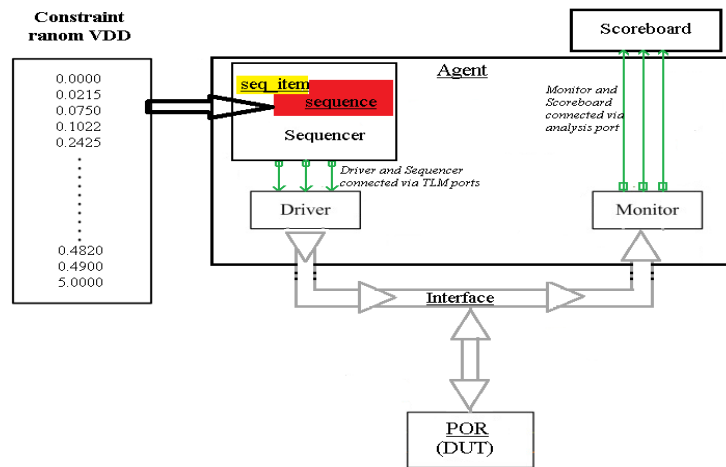 Constraint
ranom VDD
0.0000
0.0215
0.0750
0.1022
0.2425
0.4820
0.4900
5.0000
Agent
seq_item
sequence
Sequencer
Driver and Sequencer
connected via TLM ports
Driver
Scoreboard
Monitor and
Scoreboard
connected via
analysis port
Monitor
Interface
POR
(DUT)